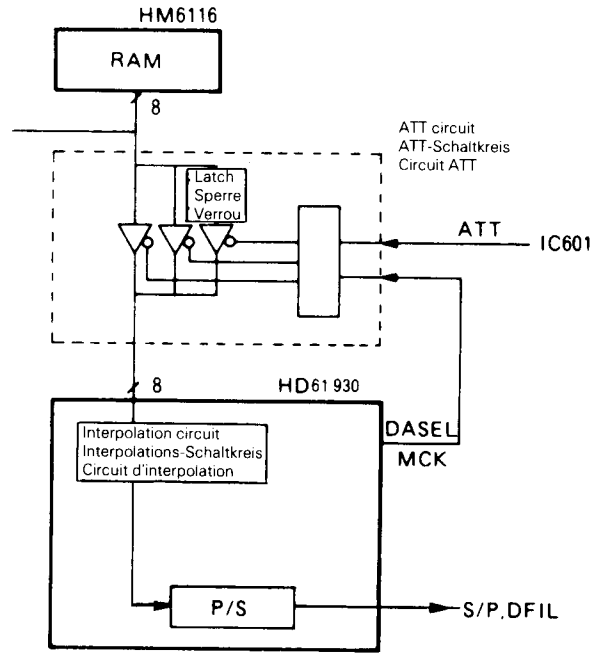 HM6116
RAM
8
ATT circuit
ATT-Schaltkreis
Circuit ATT
Latch
Sperre
Verrou
ATT
IC601
8
HD61930
Interpolation circuit
Interpolations-Schaltkreis
Circuit d'interpolation
DASEL
MCK
P/S
S/P, DFIL